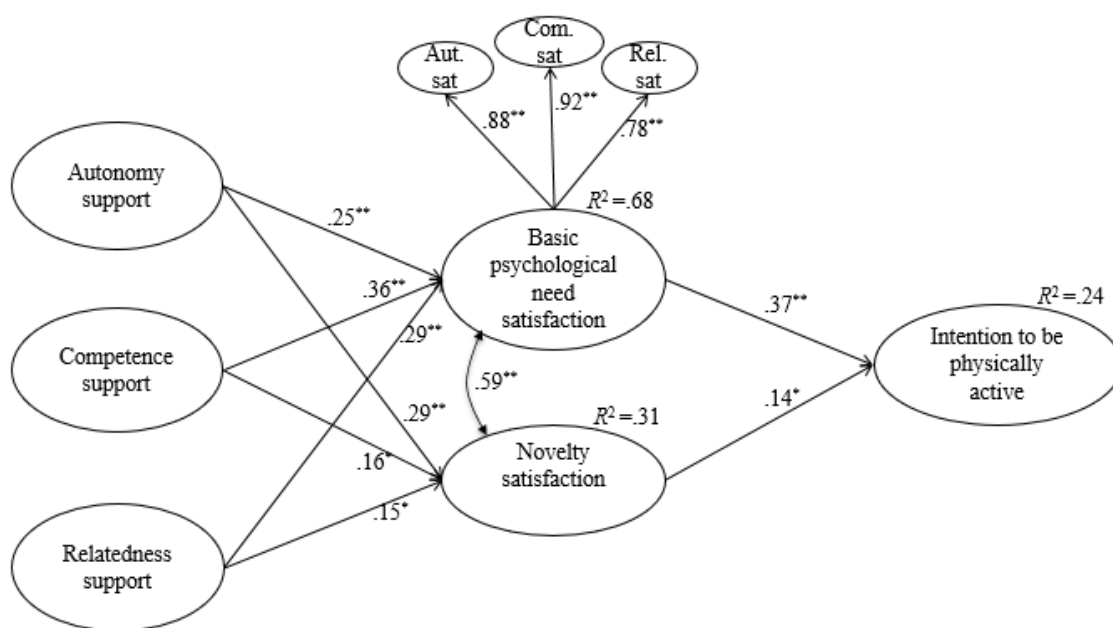 Aut.
sat
Com.
sat
Rel.
sat
.88**
.92**
.78**
Autonomy
support
R² =.68
.25**
Basic
psychological
need
satisfaction
.36**
.29**
.37**
R² =.24
Intention to be
physically
active
Competence
support
.59**
.29**
.14*
R² =.31
.16*
Novelty
satisfaction
.15*
Relatedness
support